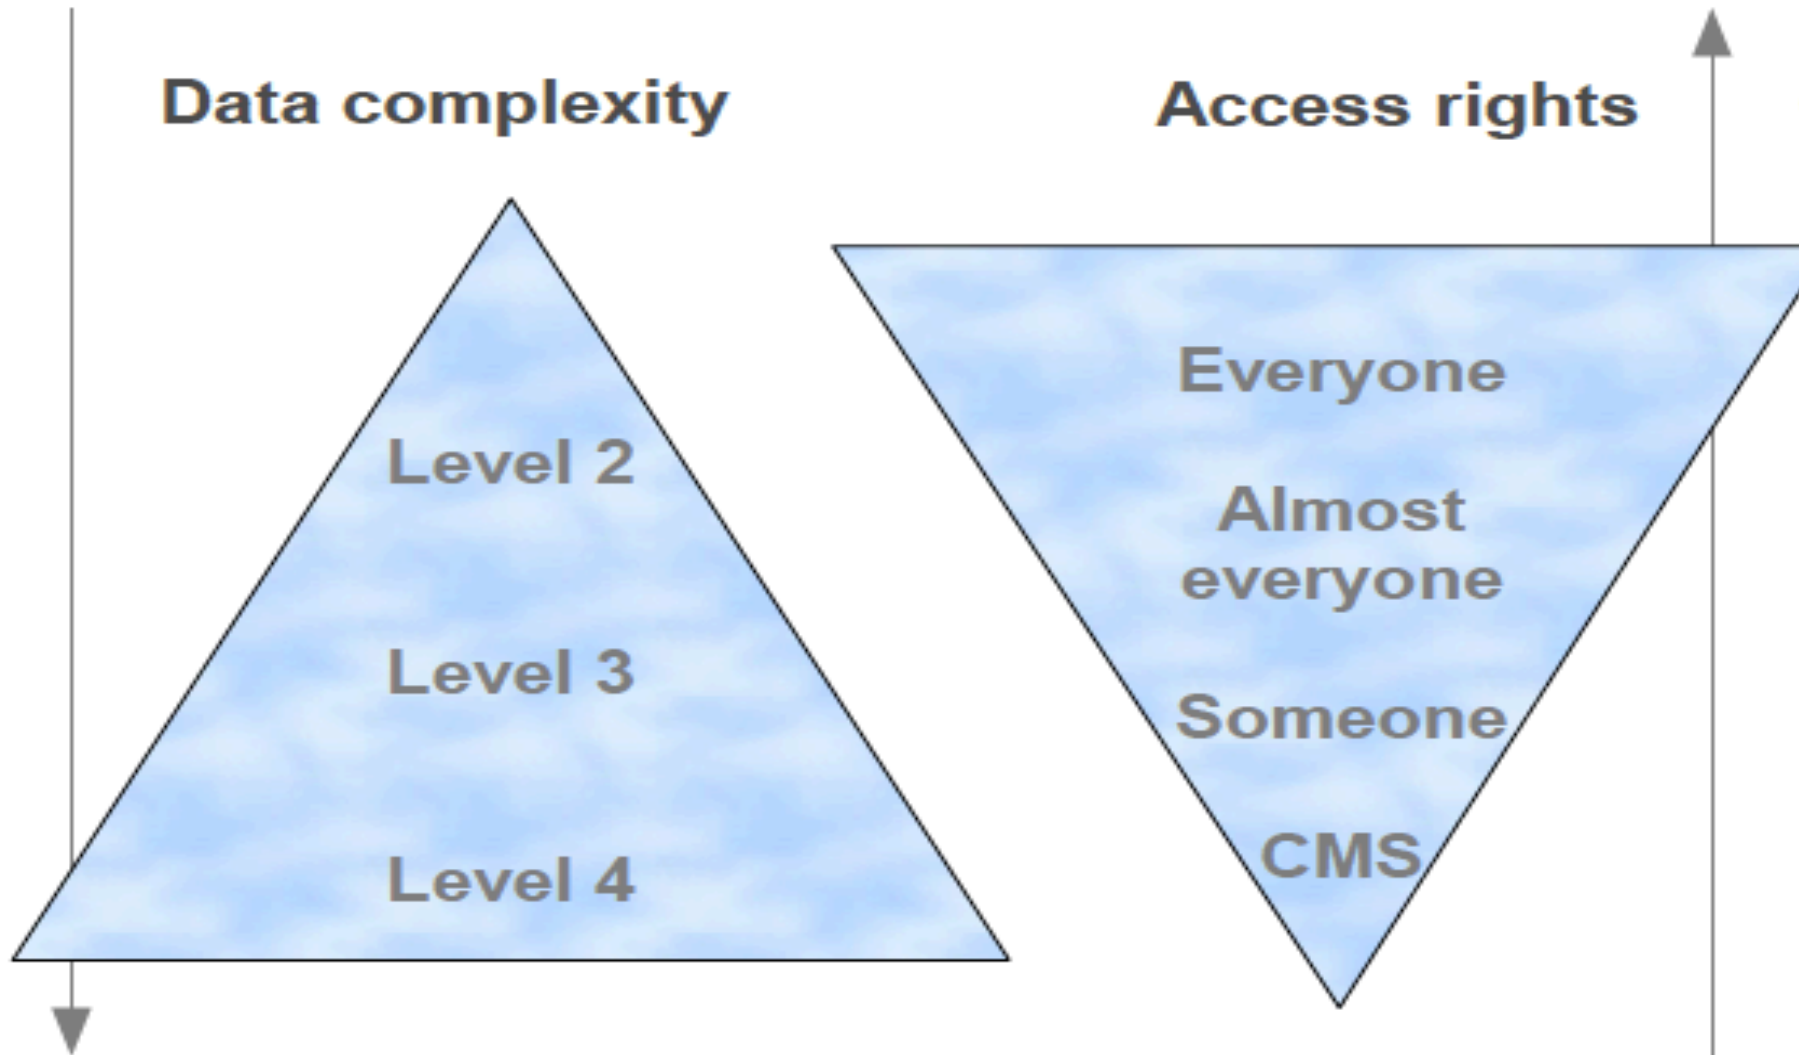 Data complexity
Level 2
Level 3
Level 4
Access rights
Everyone
Almost
everyone
Someone
CMS